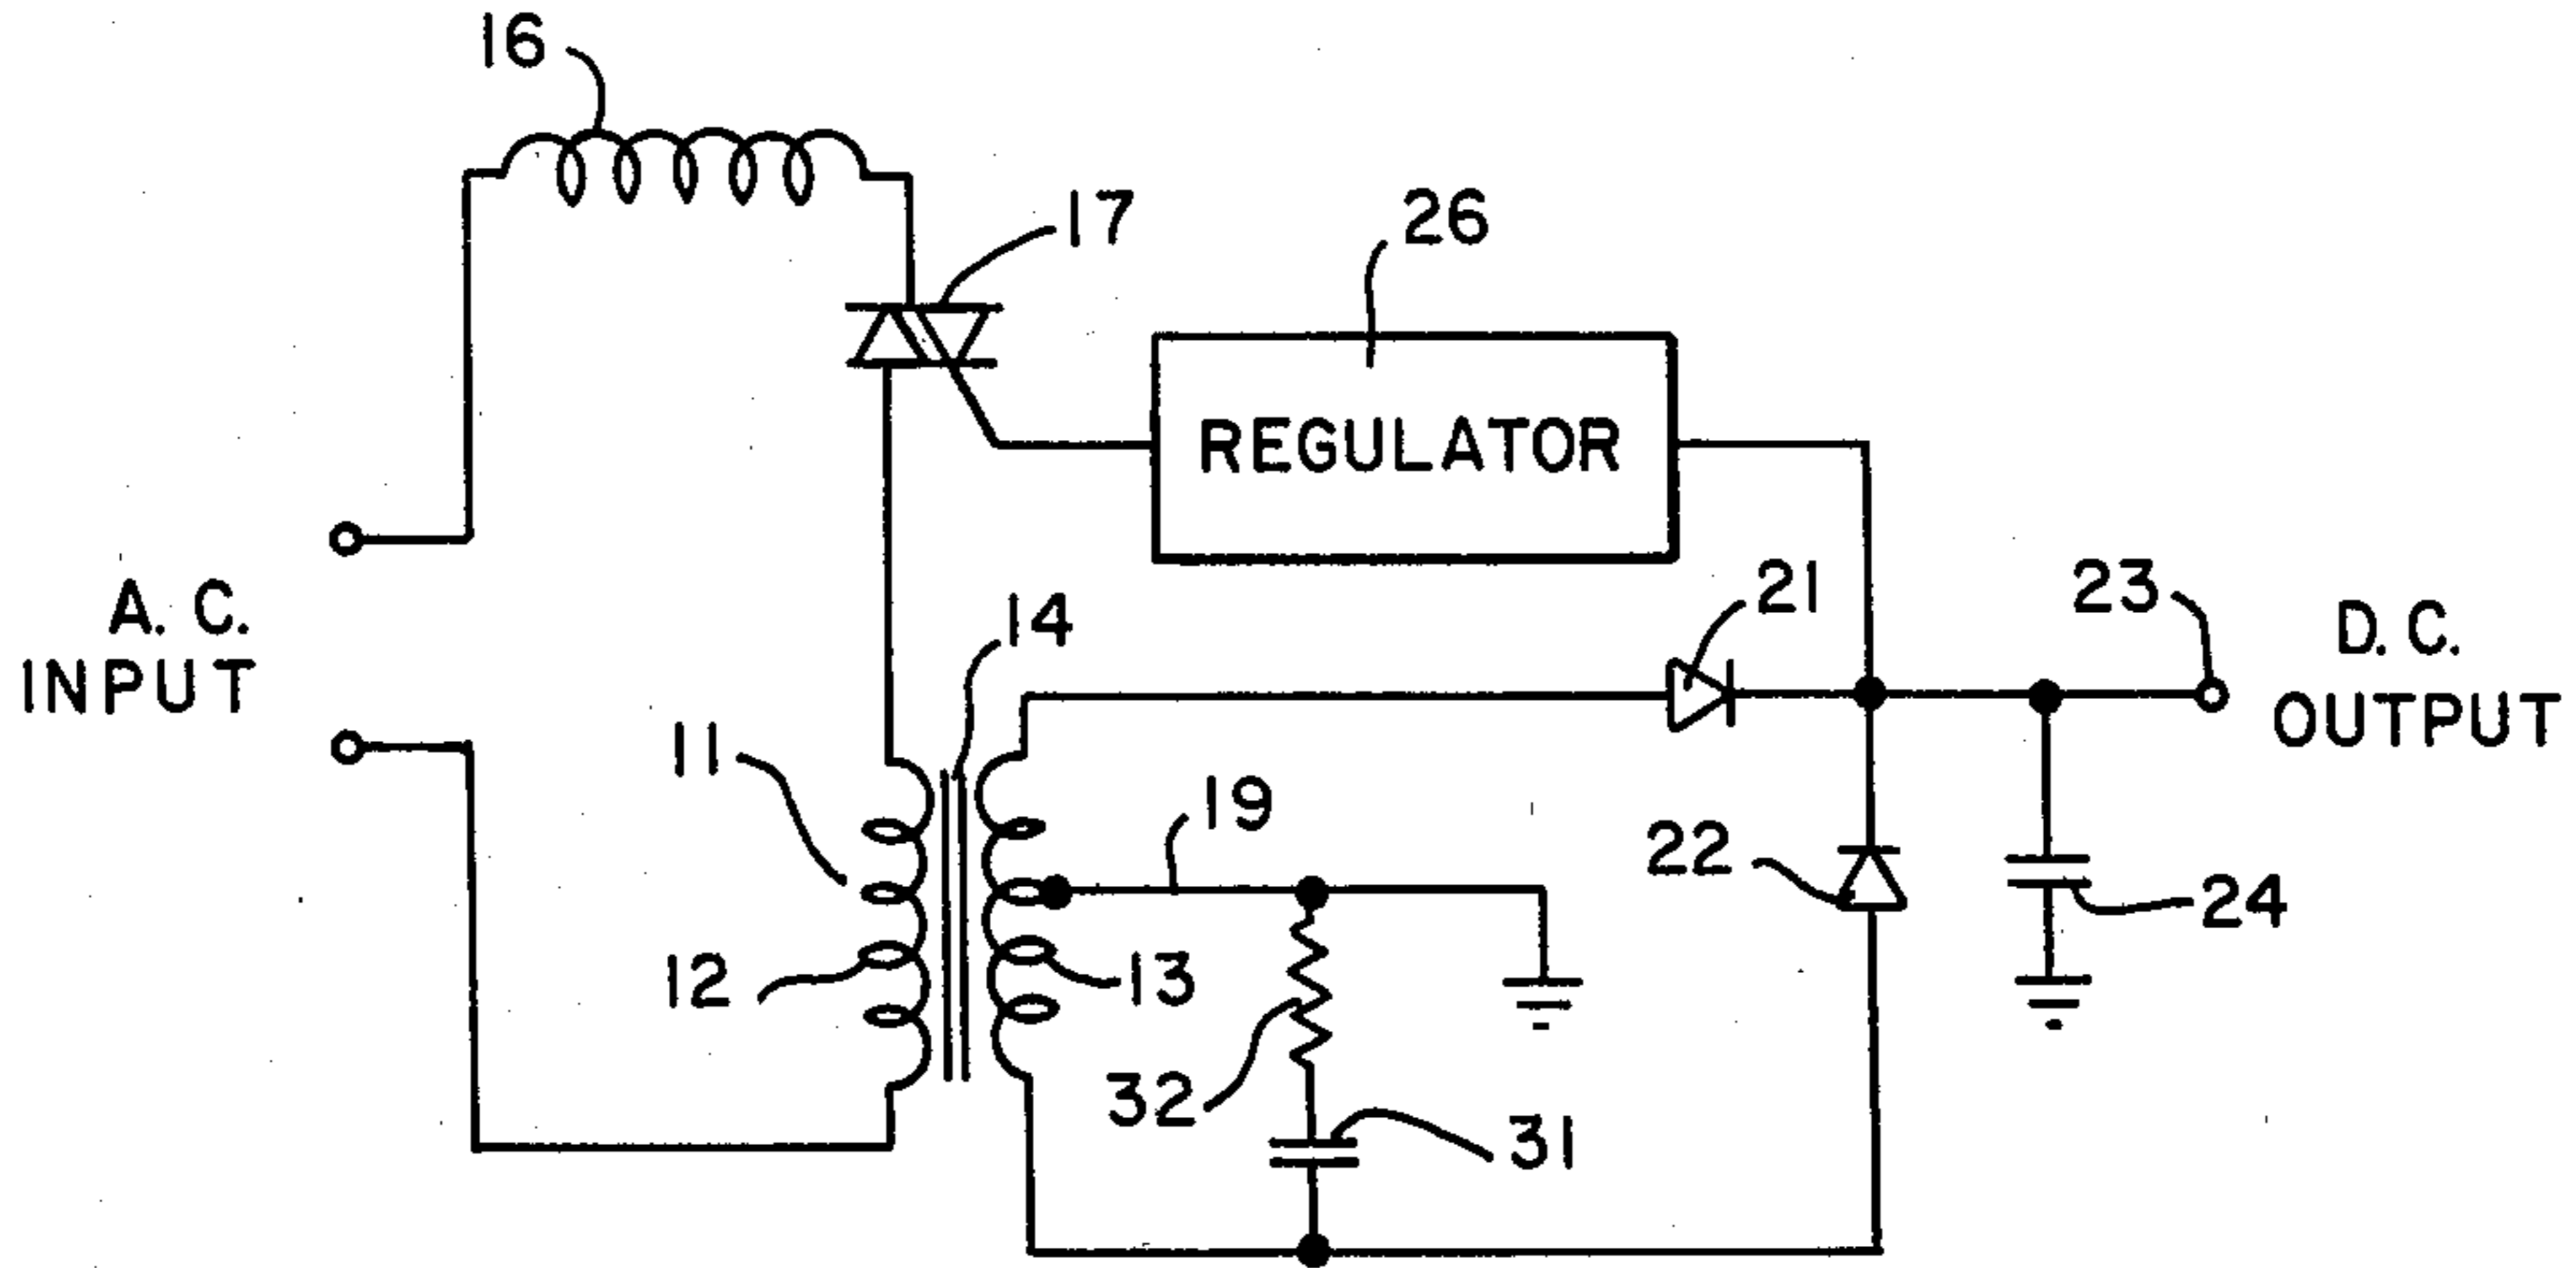 16
17
26
REGULATOR
A. C.
INPUT
14
21
23
D. C.
OUTPUT
11
19
22
24
12
13
32
31